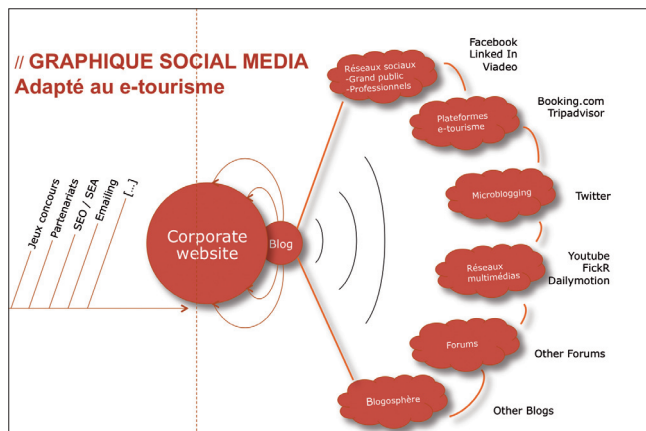 // GRAPHIQUE SOCIAL MEDIA
Adapté au e-tourisme
Jeux concours
Partenariats
SEO / SEA
Emailing
[...]
Corporate
website
Blog
Réseaux sociaux
-Grand public
-Professionnels
Facebook
Linked In
Viadeo
Plateformes
e-tourisme
Booking.com
Tripadvisor
Microblogging
Twitter
Réseaux
multimédias
Youtube
FickR
Dailymotion
Forums
Other Forums
Blogosphère
Other Blogs